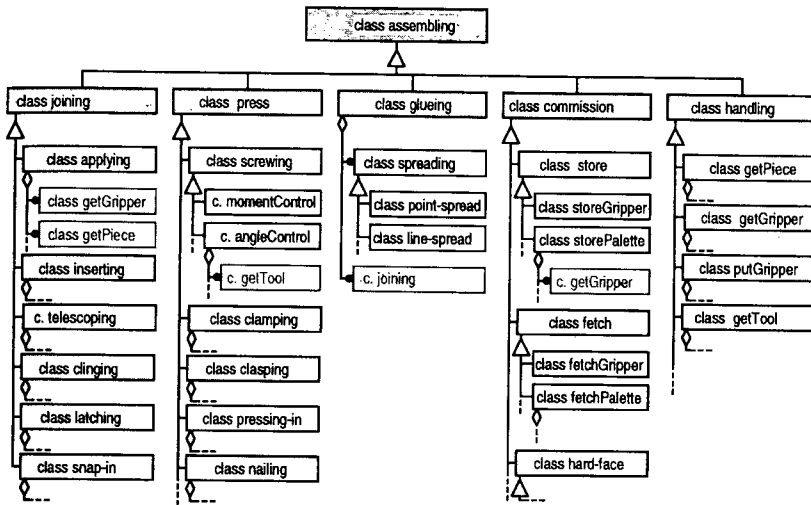 class assembling
class joining
class applying
class getGripper
class getPiece
class inserting
c. telescoping
class clinging
class latching
class snap-in
class press
class screwing
c. momentControl
c. angleControl
c. getTool
class clamping
class clasping
class pressing-in
class nailing
class glueing
class spreading
class point-spread
class line-spread
.c. joining
class commission
class store
class storeGripper
class storePalette
c. getGripper
class fetch
class fetchGripper
class fetchPalette
class hard-face
class handling
class getPiece
class getGripper
class putGripper
class getTool